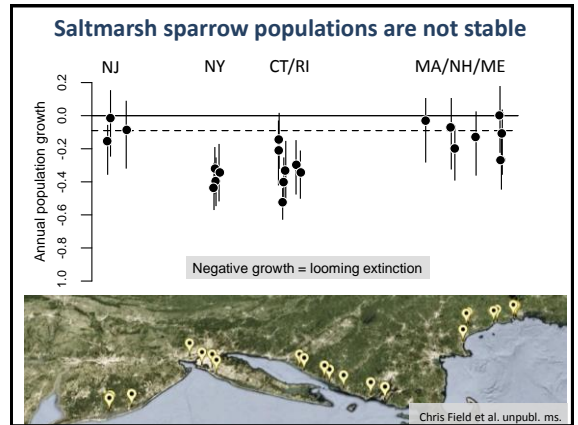 Saltmarsh sparrow populations are not stable
NJ
NY
CT/RI
MA/NH/ME
Annual population growth
0.2
0.0
-0.2
-0.4
-0.6
-0.8
1.0
Negative growth = looming extinction
Chris Field et al. unpubl. ms.